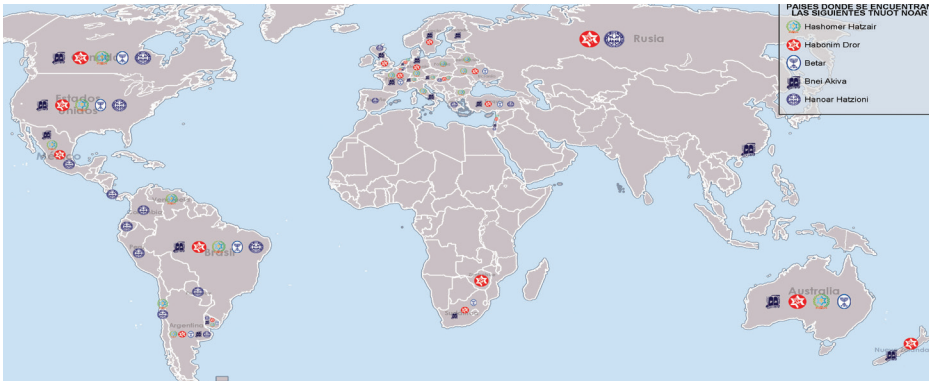 PAISES DONDE SE ENCUENTRAN
LAS SIGUIENTES TNUOT NOAR
Hashomer Hatzair
Habonim Dror
Betar
Bnei Akiva
Hanoar Hatzioni
Rusia
Estados
Unidos
México
Brasil
Argentina
Australia